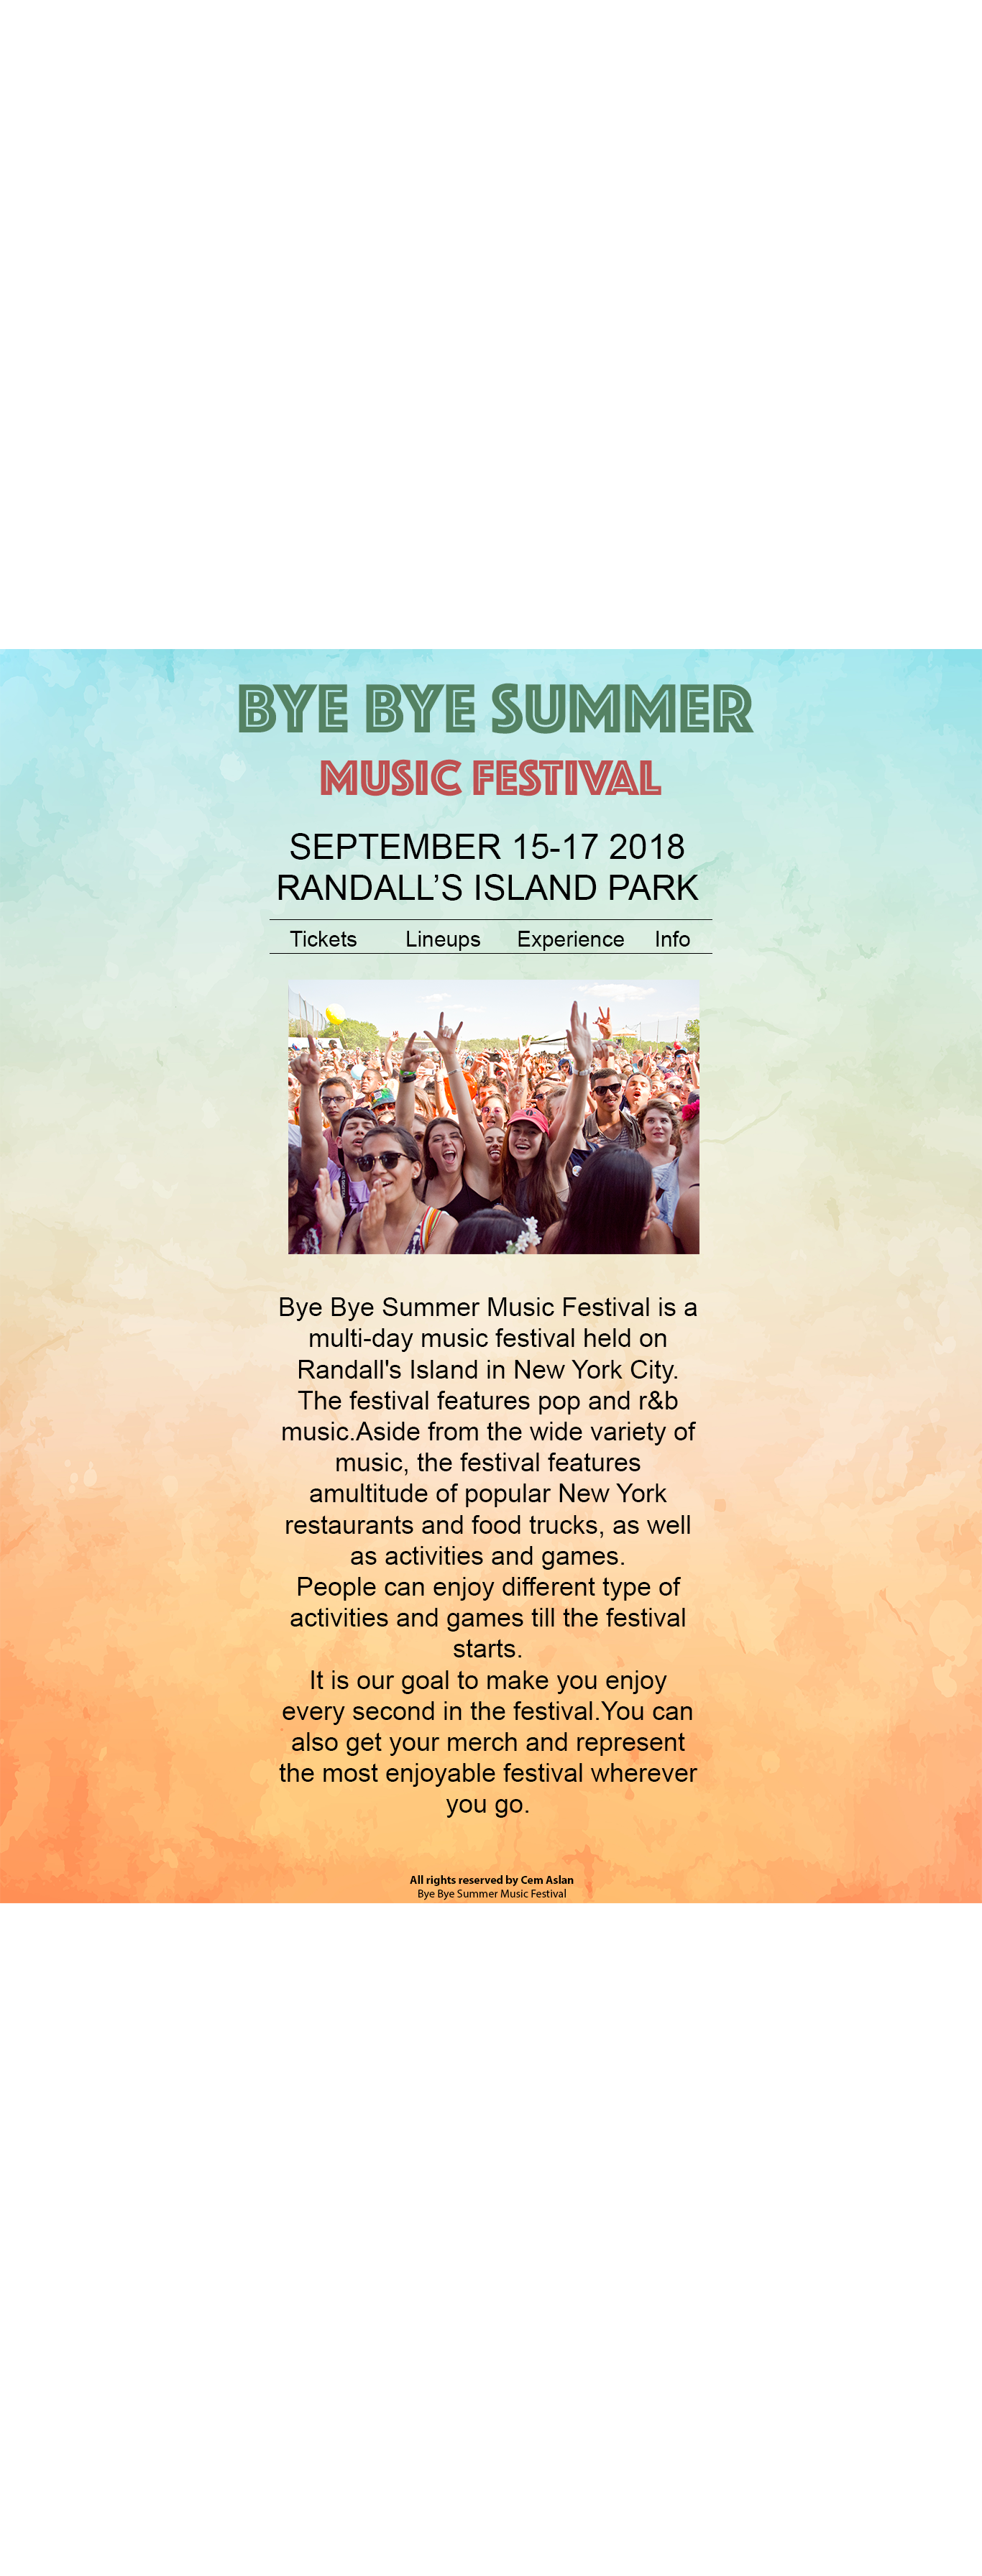 BYE BYE SUMMER
MUSIC FESTIVAL
SEPTEMBER 15-17 2018
RANDALL’S ISLAND PARK
Tickets Lineups Experience Info
Bye Bye Summer Music Festival is a
multi-day music festival held on
Randall's Island in New York City.
The festival features pop and r&b
music.Aside from the wide variety of
music, the festival features
amultitude of popular New York
restaurants and food trucks, as well
as activities and games.
People can enjoy different type of
activities and games till the festival
starts.
It is our goal to make you enjoy
every second in the festival.You can
also get your merch and represent
the most enjoyable festival wherever
you go.
All rights reserved by Cem Aslan
Bye Bye Summer Music Festival